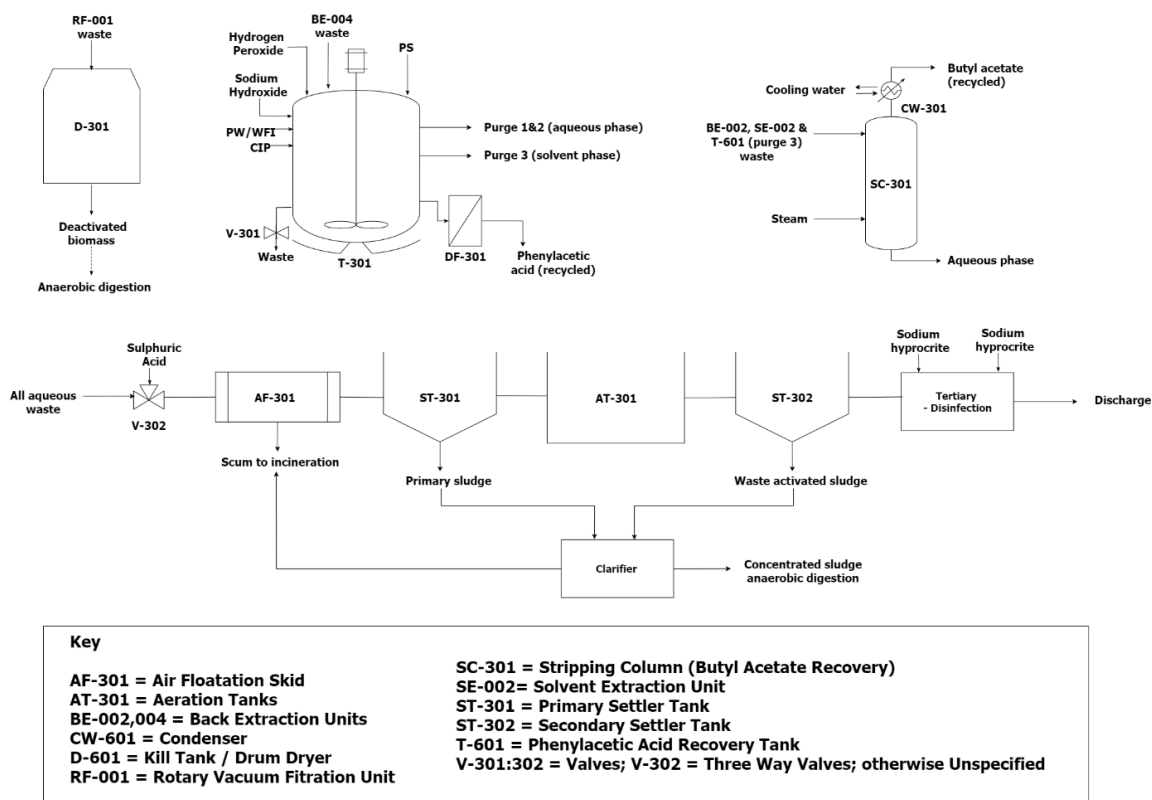 RF-001
waste
D-301
Deactivated
biomass
Anaerobic digestion
BE-004
waste
Hydrogen
Peroxide
PS
Sodium
Hydroxide
PW/WFI
CIP
Purge 1&2 (aqueous phase)
Purge 3 (solvent phase)
V-301
Waste
T-301
DF-301
Phenylacetic
acid (recycled)
Butyl acetate
(recycled)
Cooling water
CW-301
BE-002, SE-002 &
T-601 (purge 3)
waste
SC-301
Steam
Aqueous phase
Sulphuric
Acid
All aqueous
waste
V-302
AF-301
ST-301
AT-301
ST-302
Sodium
hyprocrite
Sodium
hyprocrite
Tertiary
- Disinfection
Discharge
Scum to incineration
Primary sludge
Waste activated sludge
Clarifier
Concentrated sludge
anaerobic digestion
Key
AF-301 = Air Floatation Skid
AT-301 = Aeration Tanks
BE-002,004 = Back Extraction Units
CW-601 = Condenser
D-601 = Kill Tank / Drum Dryer
RF-001 = Rotary Vacuum Fitration Unit
SC-301 = Stripping Column (Butyl Acetate Recovery)
SE-002= Solvent Extraction Unit
ST-301 = Primary Settler Tank
ST-302 = Secondary Settler Tank
T-601 = Phenylacetic Acid Recovery Tank
V-301:302 = Valves; V-302 = Three Way Valves; otherwise Unspecified